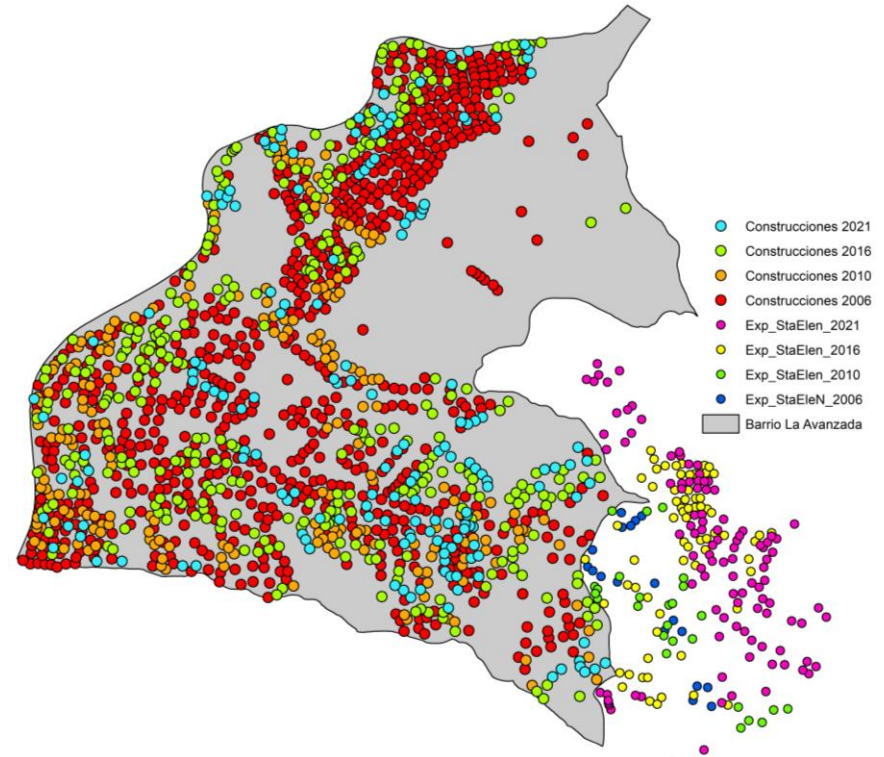 Construcciones 2021
Construcciones 2016
Construcciones 2010
Construcciones 2006
Exp_StaElen_2021
Exp_StaElen_2016
Exp_StaElen_2010
Exp_StaEleN_2006
Barrio La Avanzada